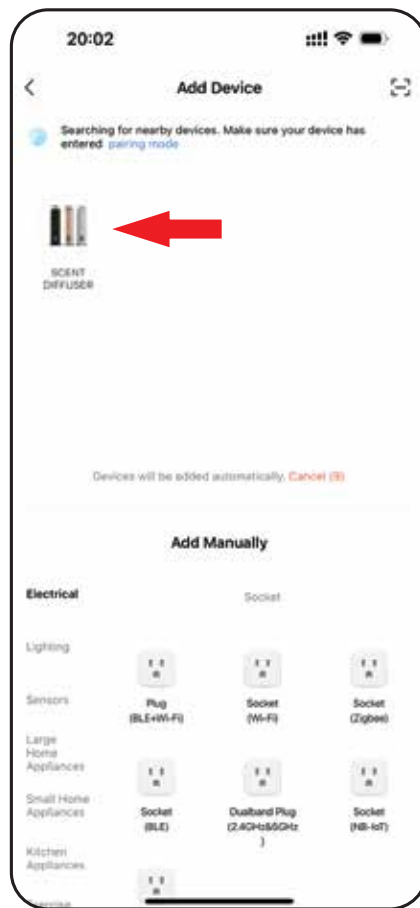 20:02
Add Device
Searching for nearby devices. Make sure your device has
entered pairing mode
SCENT
DIFFUSER
Devices will be added automatically. Cancel (9)
Add Manually
Electrical
Socket
Lighting
Sensors
Large
Home
Appliances
Small Home
Appliances
Kitchen
Appliances
Exercise
Plug
(BLE+Wi-Fi)
Socket
(Wi-Fi)
Socket
(Zigbee)
Socket
(BLE)
Dualband Plug
(2.4GHz&5GHz
)
Socket
(NB-IoT)